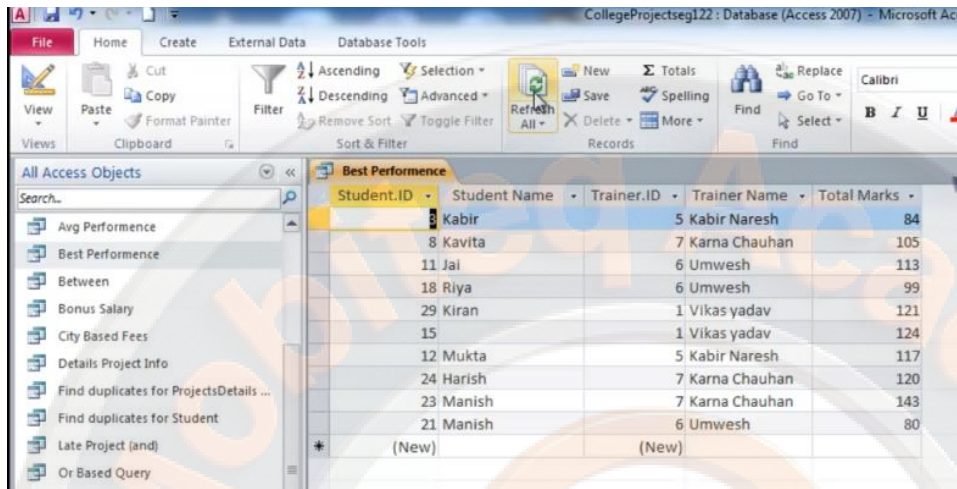 CollegeProjectseg122 : Database (Access 2007) - Microsoft Ac
File Home Create External Data Database Tools
View Paste Cut Copy Format Painter Filter Ascending Descending Remove Sort Selection Advanced Toggle Filter Refresh All New Save Delete Σ Totals Spelling More Find Replace Go To Select Calibri B I U
Views Clipboard Sort & Filter Records Find
All Access Objects
Search...
Avg Performence
Best Performence
Between
Bonus Salary
City Based Fees
Details Project Info
Find duplicates for ProjectsDetails ...
Find duplicates for Student
Late Project (and)
Or Based Query
Best Performence
Student.ID Student Name Trainer.ID Trainer Name Total Marks
3 Kabir 5 Kabir Naresh 84
8 Kavita 7 Karna Chauhan 105
11 Jai 6 Umwesh 113
18 Riya 6 Umwesh 99
29 Kiran 1 Vikas yadav 121
15 1 Vikas yadav 124
12 Mukta 5 Kabir Naresh 117
24 Harish 7 Karna Chauhan 120
23 Manish 7 Karna Chauhan 143
21 Manish 6 Umwesh 80
(New) (New)